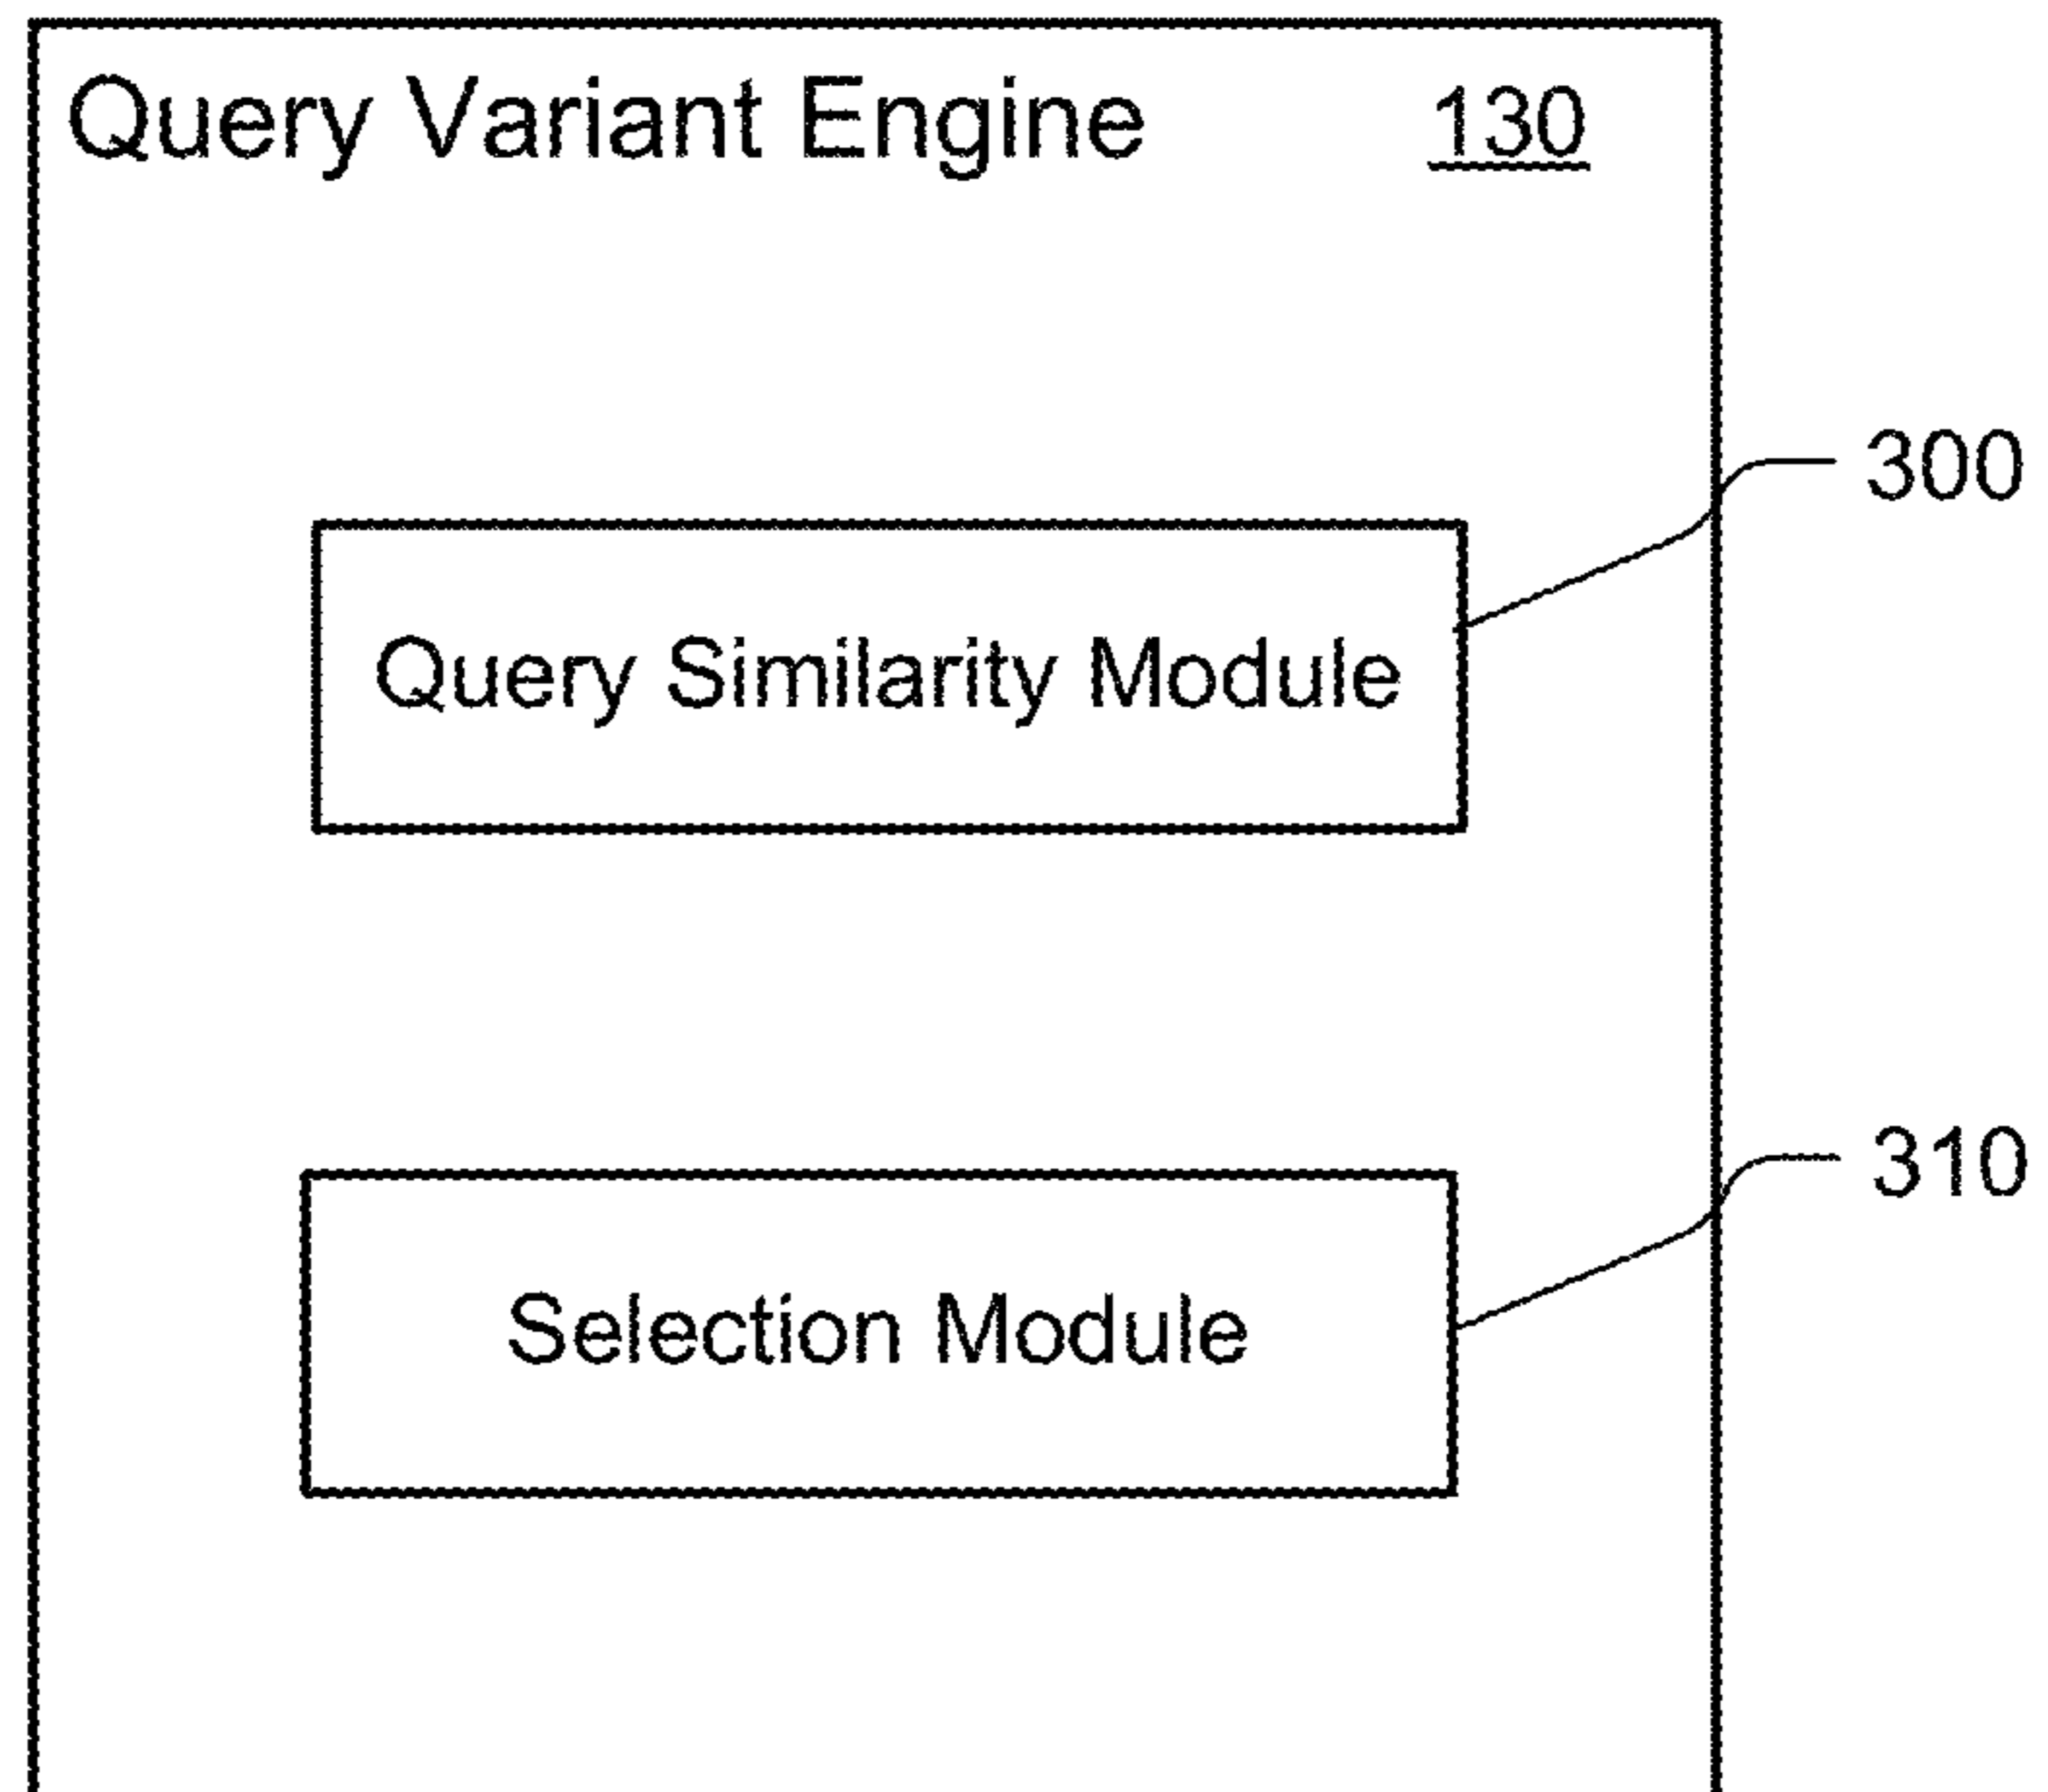 Query Variant Engine 130
300
Query Similarity Module
310
Selection Module